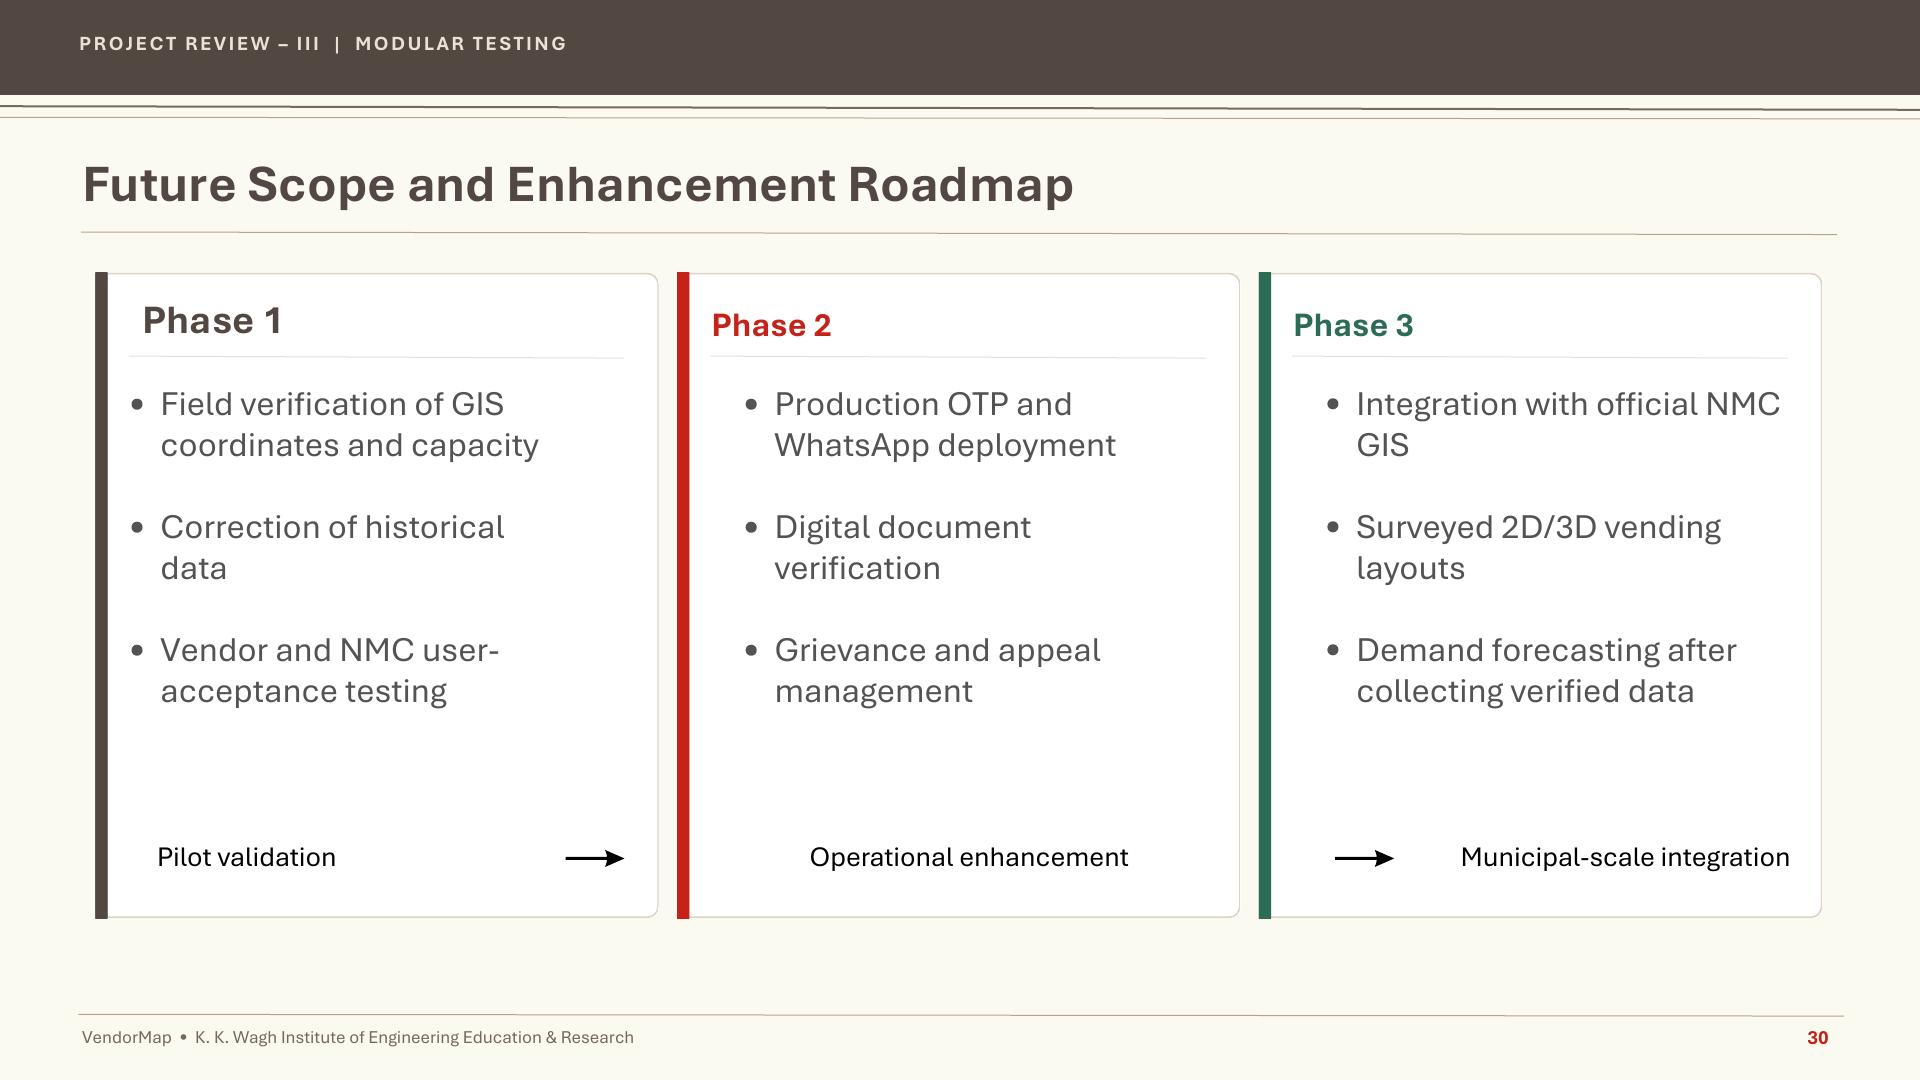 PROJECT REVIEW – III | MODULAR TESTING
Future Scope and Enhancement Roadmap
Phase 1
• Field verification of GIS
coordinates and capacity
• Correction of historical
data
• Vendor and NMC user-
acceptance testing
Pilot validation
Phase 2
• Production OTP and
WhatsApp deployment
• Digital document
verification
• Grievance and appeal
management
Operational enhancement
Phase 3
• Integration with official NMC
GIS
• Surveyed 2D/3D vending
layouts
• Demand forecasting after
collecting verified data
Municipal-scale integration
VendorMap • K. K. Wagh Institute of Engineering Education & Research
30